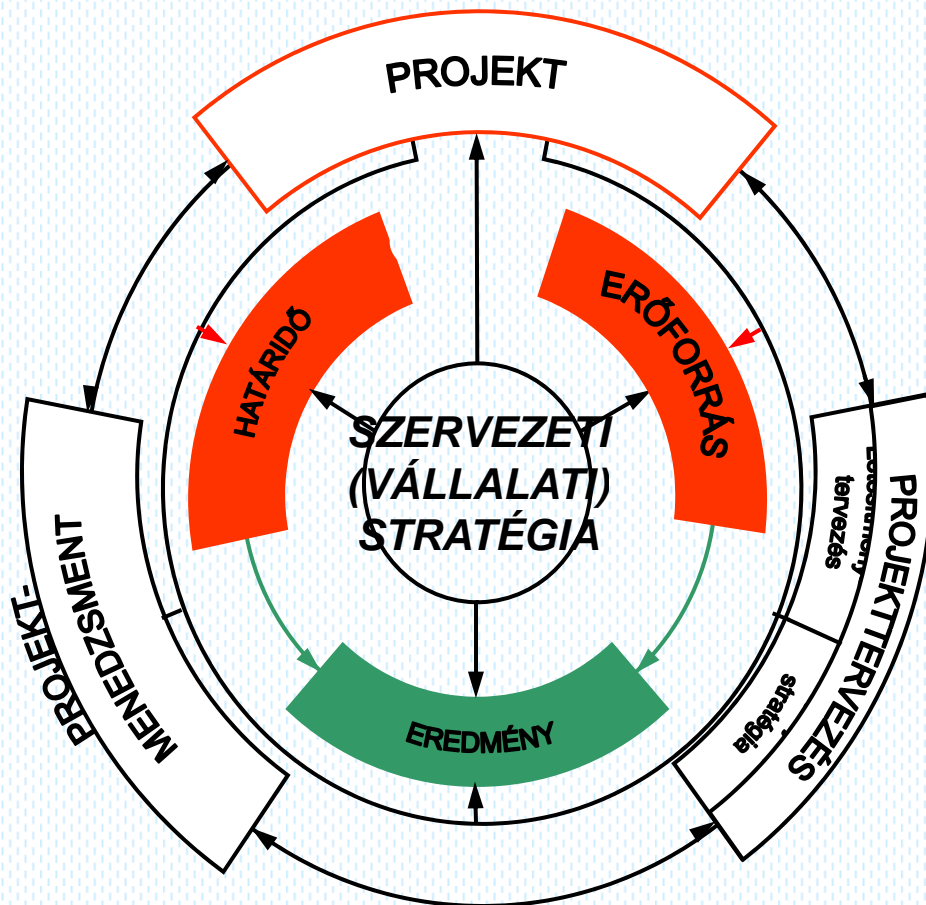 PROJEKT
HATÁRIDŐ
ERŐFORRÁS
SZERVEZETI
(VÁLLALATI)
STRATÉGIA
EREDMÉNY
PROJEKT-
MENEDZSMENT
PROJEKTTERVEZÉS
tervezés
stratégia